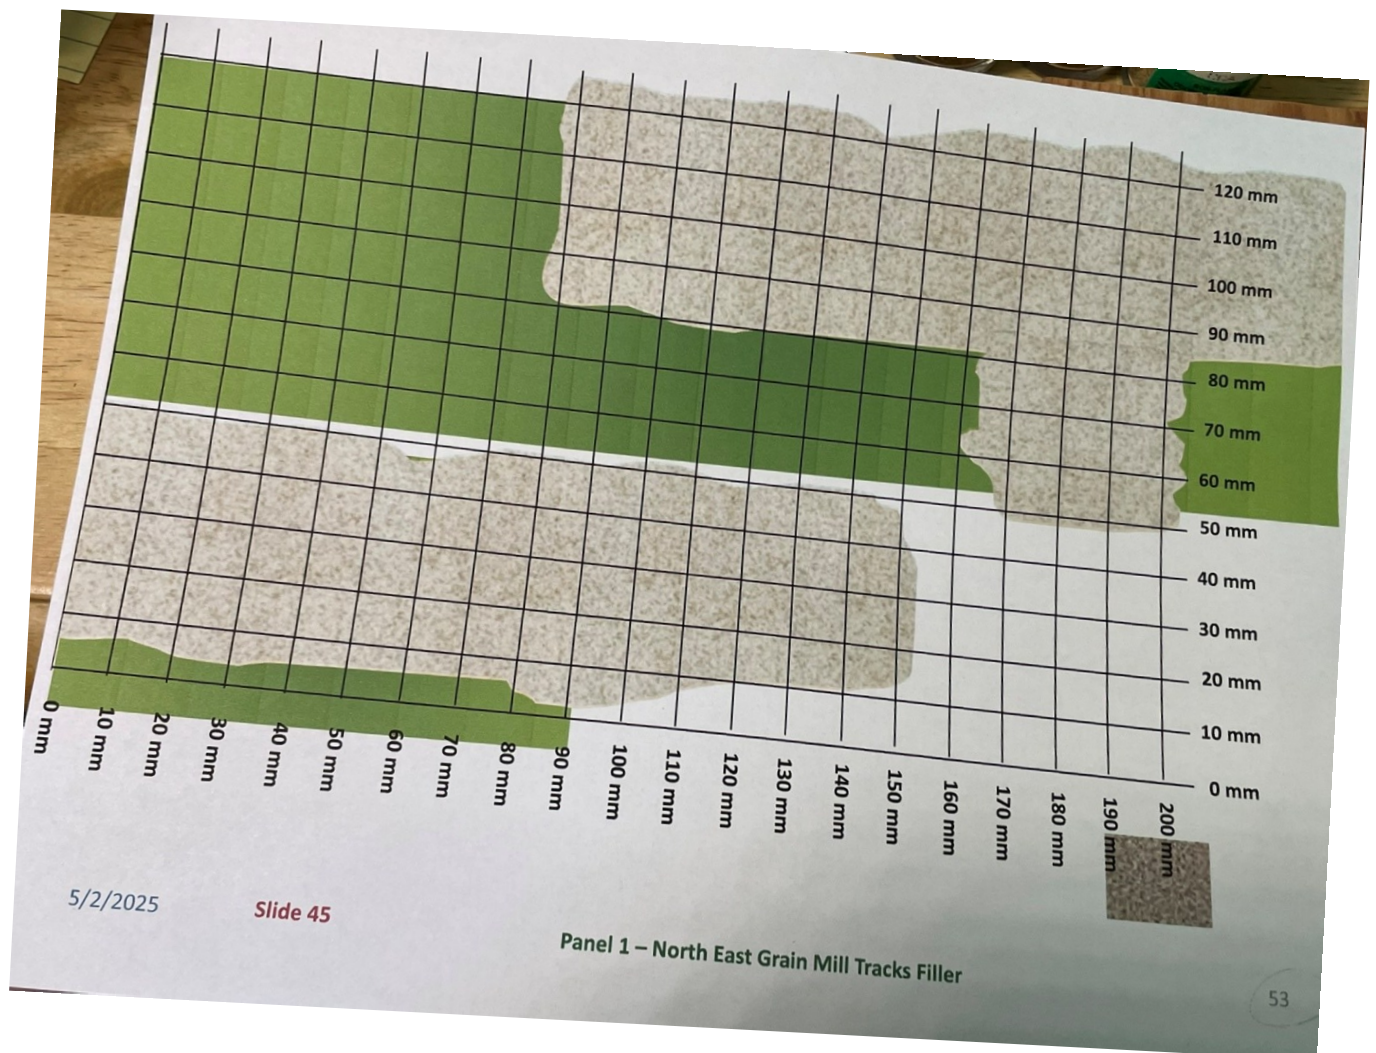 120 mm
110 mm
100 mm
90 mm
80 mm
70 mm
60 mm
50 mm
40 mm
30 mm
20 mm
10 mm
0 mm
0 mm
10 mm
20 mm
30 mm
40 mm
50 mm
60 mm
70 mm
80 mm
90 mm
100 mm
110 mm
120 mm
130 mm
140 mm
150 mm
160 mm
170 mm
180 mm
190 mm
200 mm
5/2/2025
Slide 45
Panel 1 – North East Grain Mill Tracks Filler
53